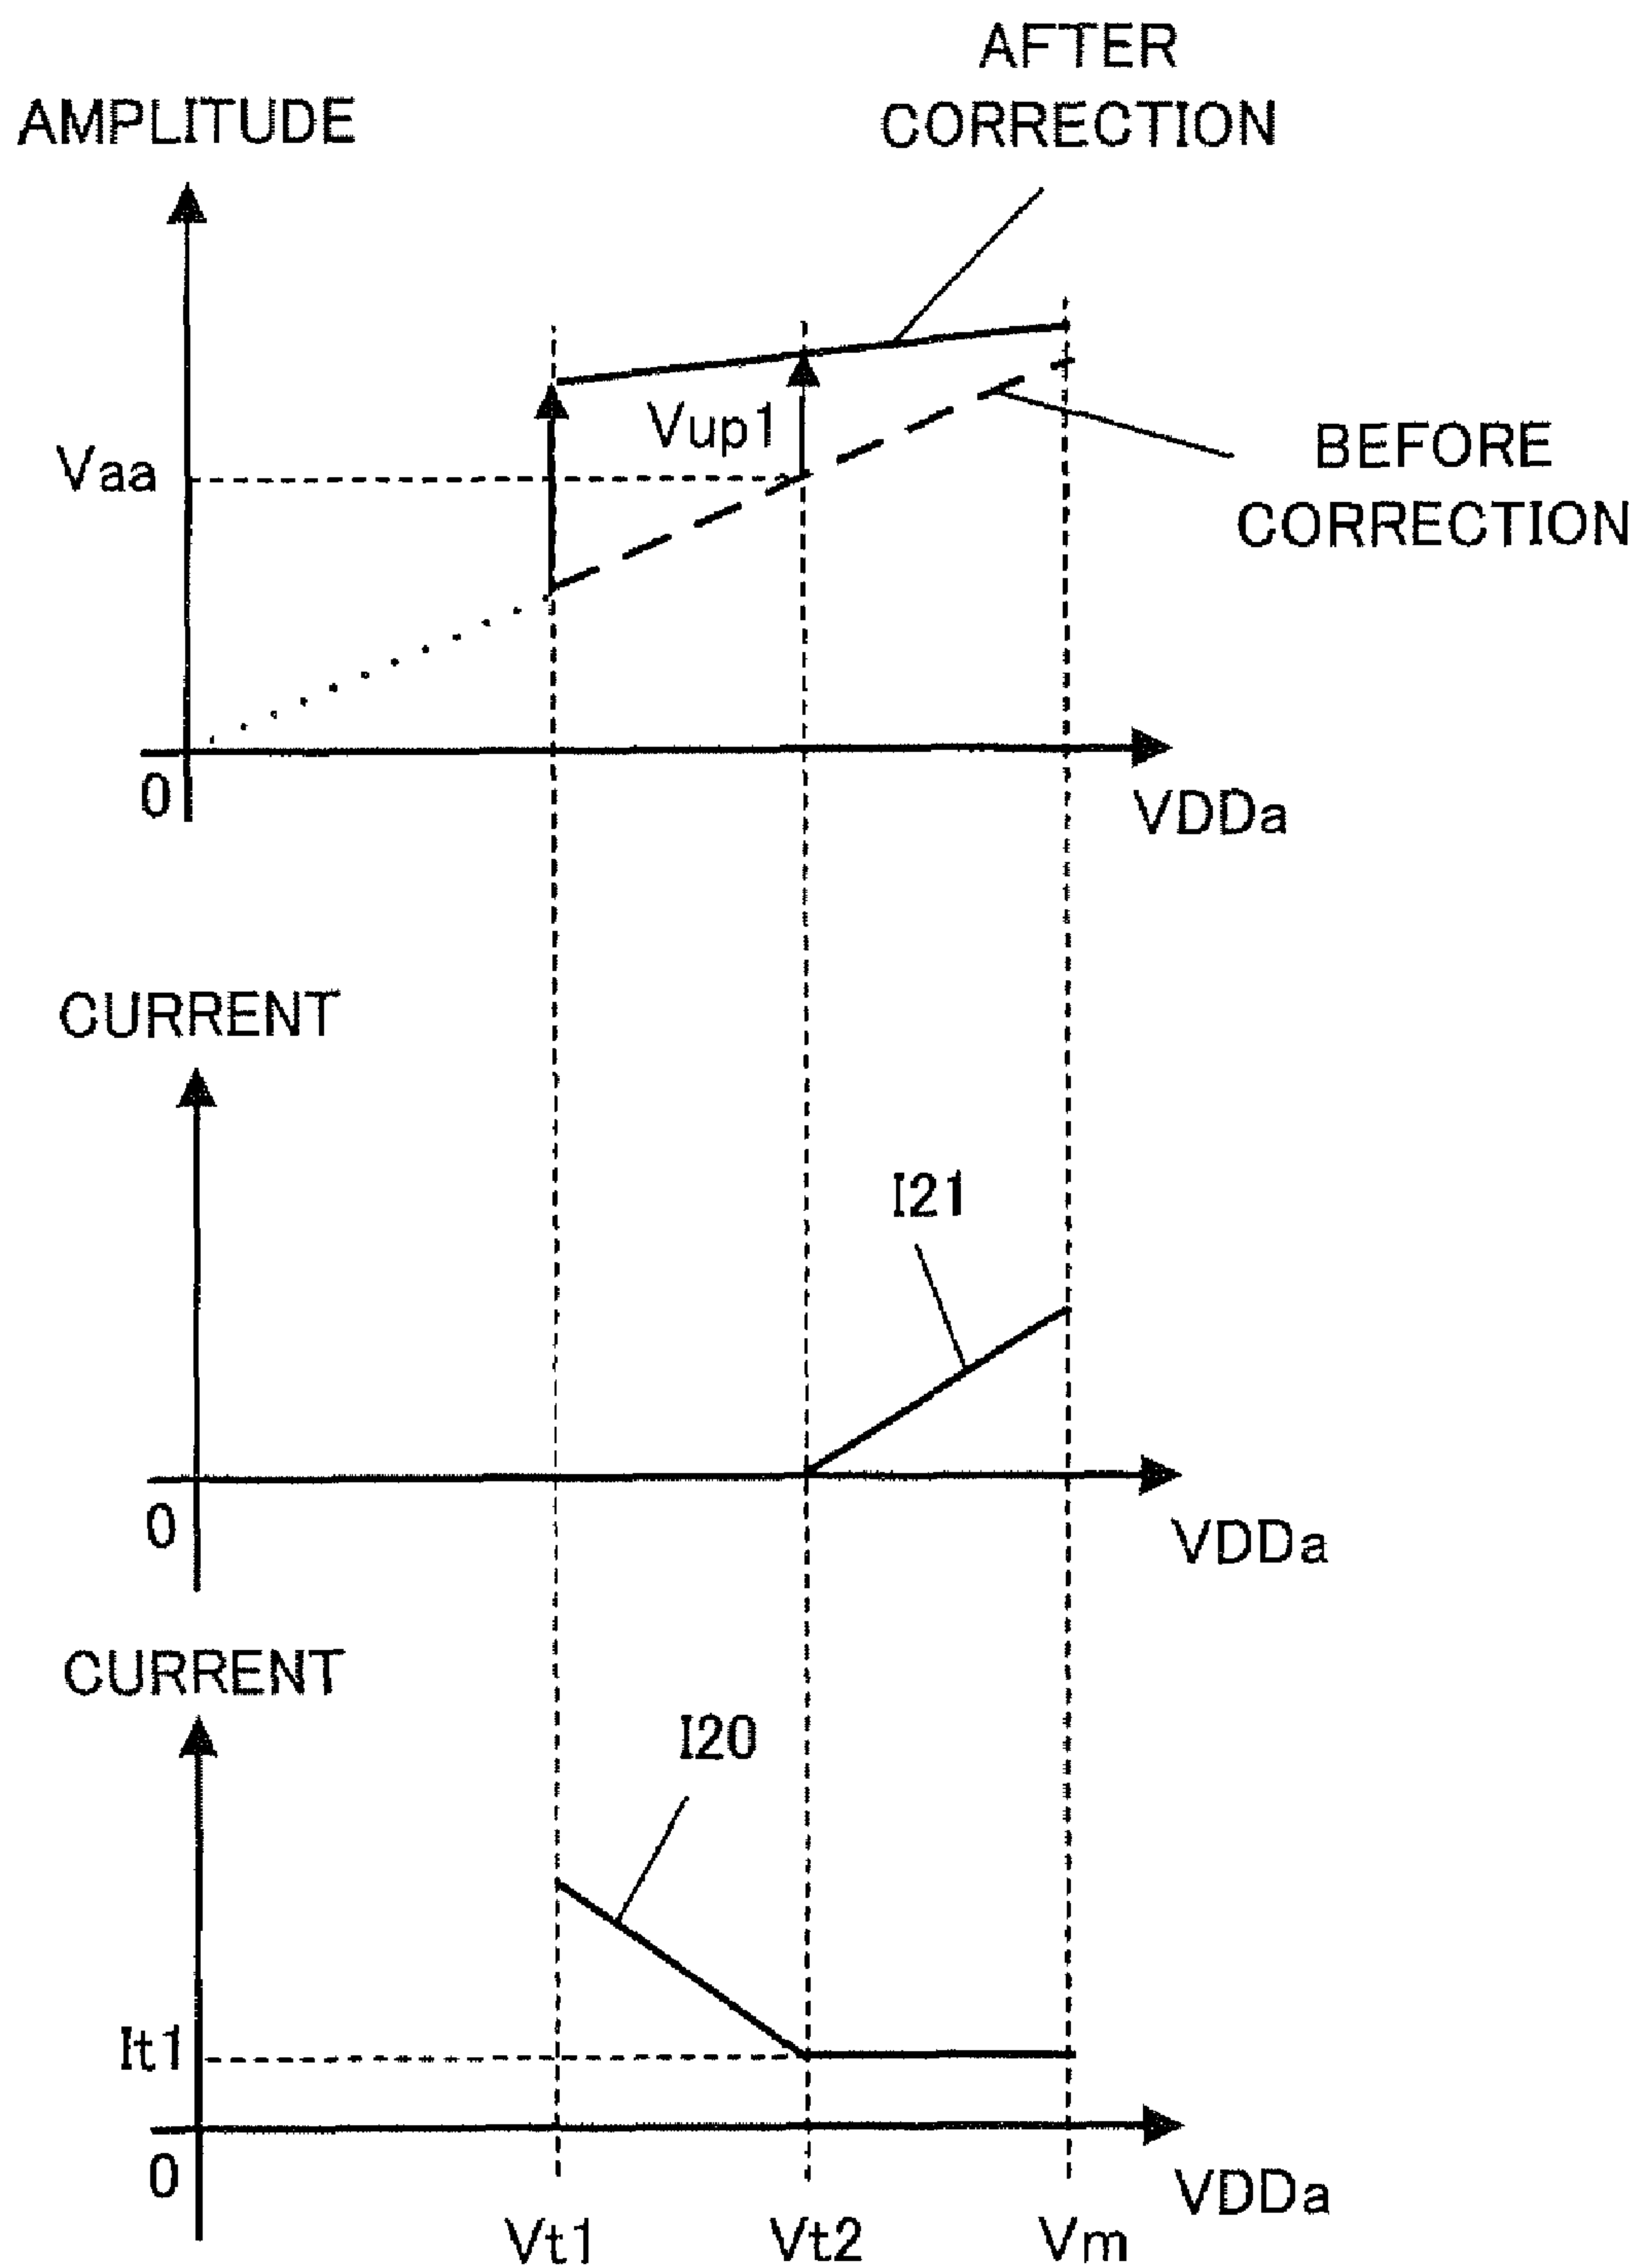 AFTER
CORRECTION
AMPLITUDE
Vup1
Vaa
BEFORE
CORRECTION
0
VDDa
CURRENT
I21
0
VDDa
CURRENT
I20
It1
0
VDDa
Vt1
Vt2
Vm